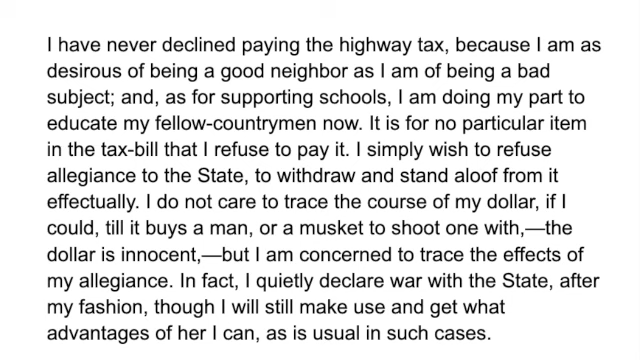 I have never declined paying the highway tax, because I am as
desirous of being a good neighbor as I am of being a bad
subject; and, as for supporting schools, I am doing my part to
educate my fellow-countrymen now. It is for no particular item
in the tax-bill that I refuse to pay it. I simply wish to refuse
allegiance to the State, to withdraw and stand aloof from it
effectually. I do not care to trace the course of my dollar, if I
could, till it buys a man, or a musket to shoot one with,—the
dollar is innocent,—but I am concerned to trace the effects of
my allegiance. In fact, I quietly declare war with the State, after
my fashion, though I will still make use and get what
advantages of her I can, as is usual in such cases.